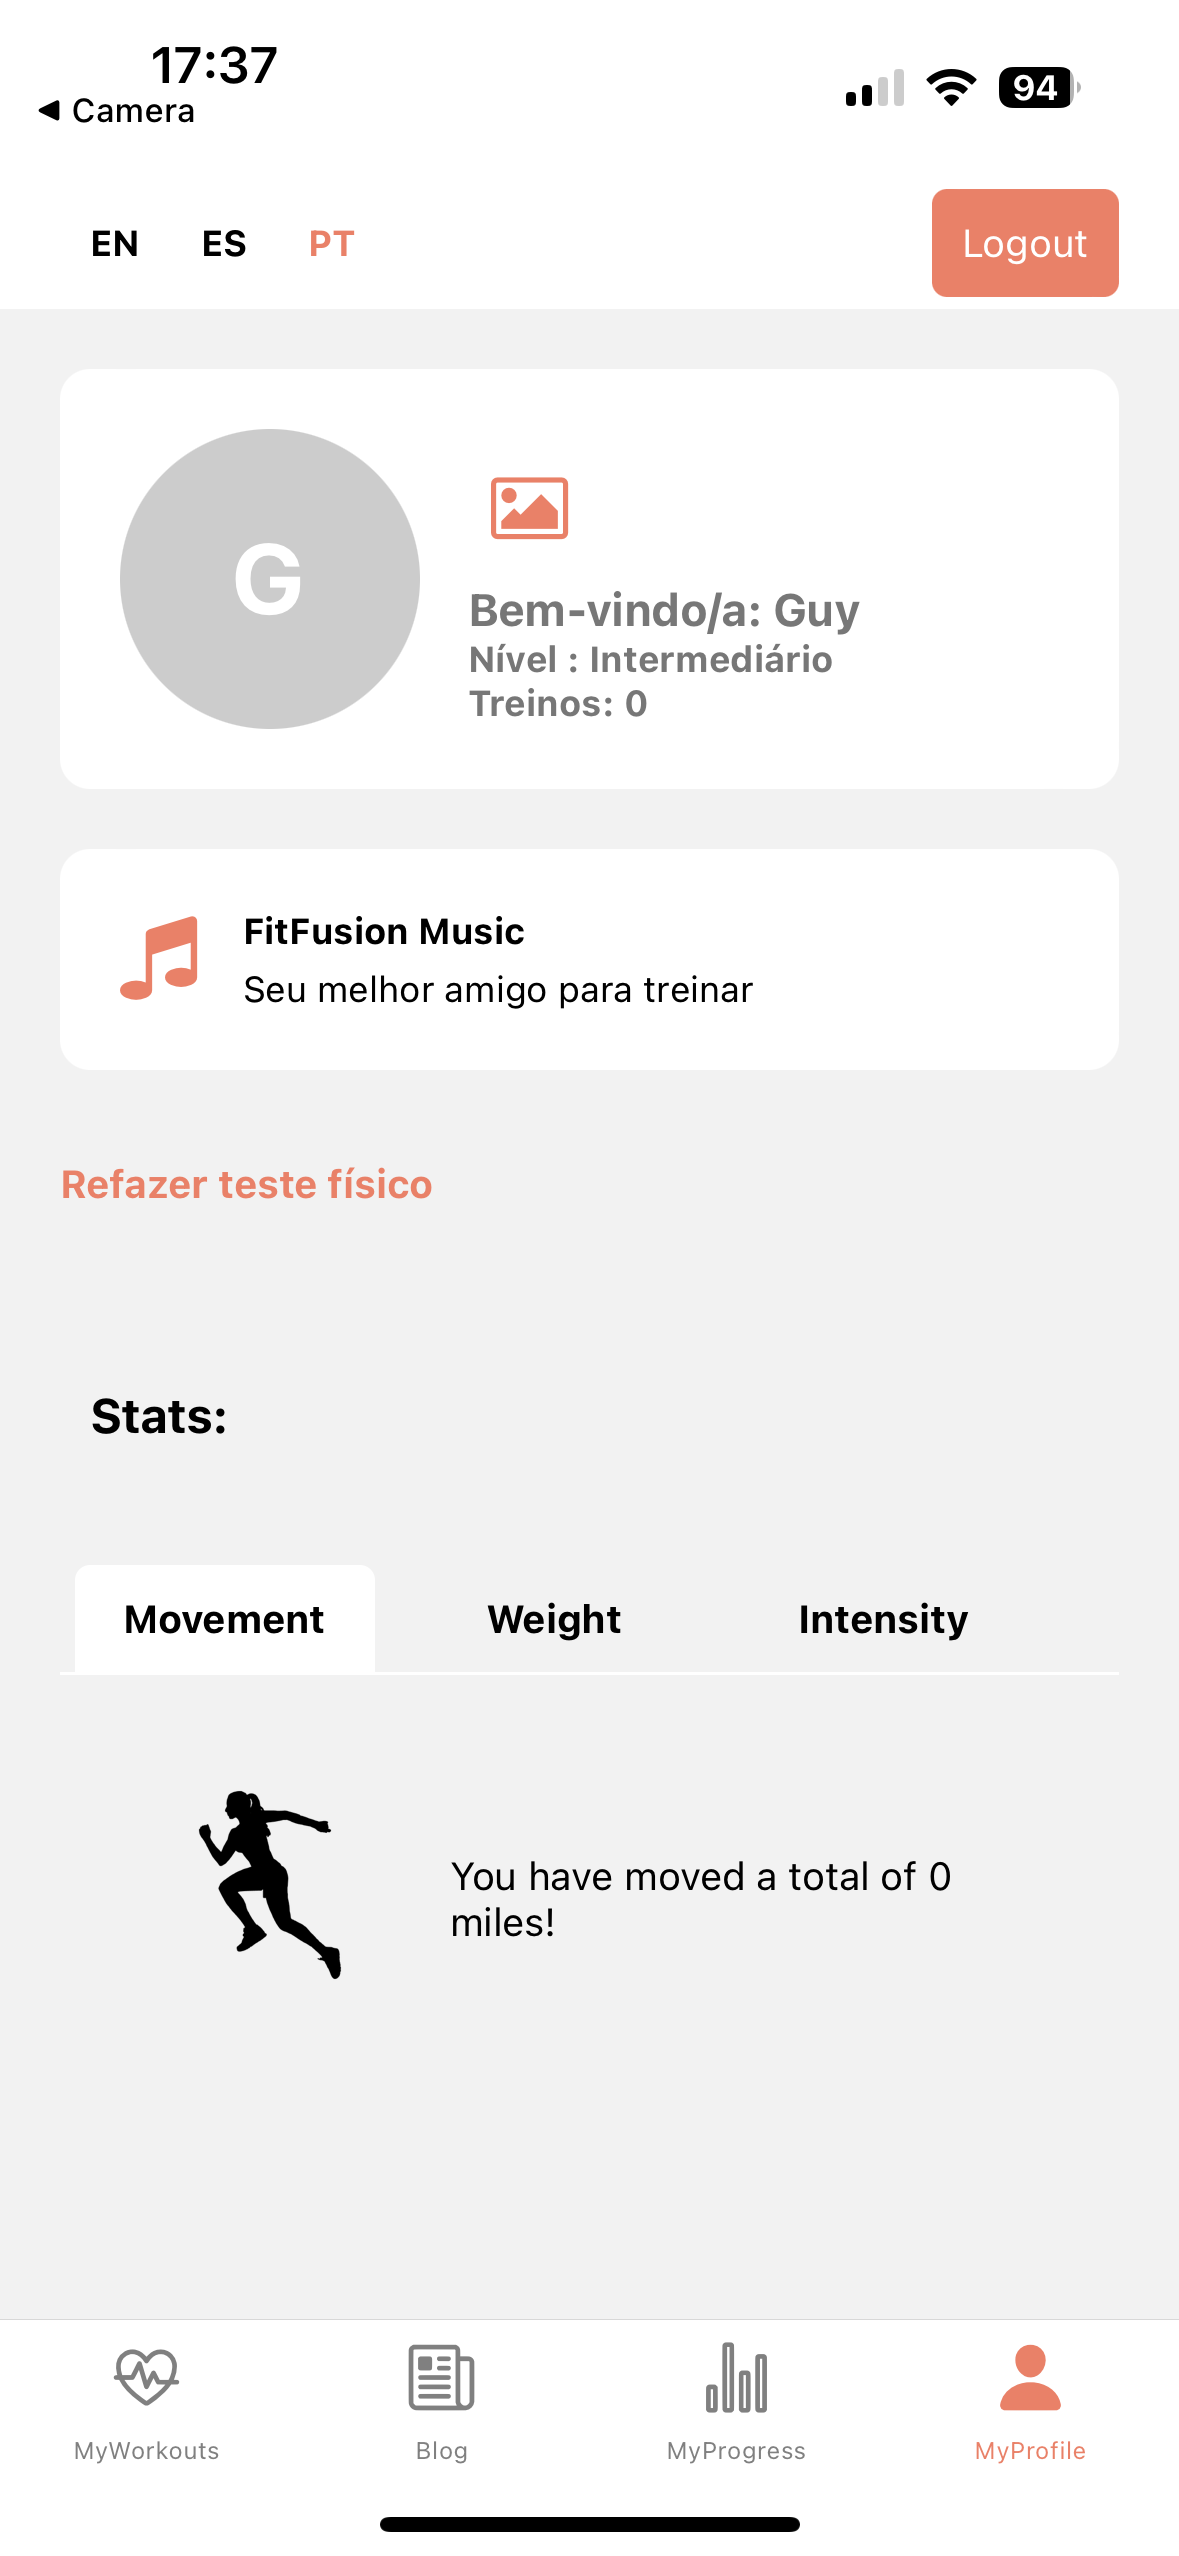 17:37
◀ Camera
94
EN ES PT
Logout
G
Bem-vindo/a: Guy
Nível : Intermediário
Treinos: 0
FitFusion Music
Seu melhor amigo para treinar
Refazer teste físico
Stats:
Movement Weight Intensity
You have moved a total of 0
miles!
MyWorkouts Blog MyProgress MyProfile